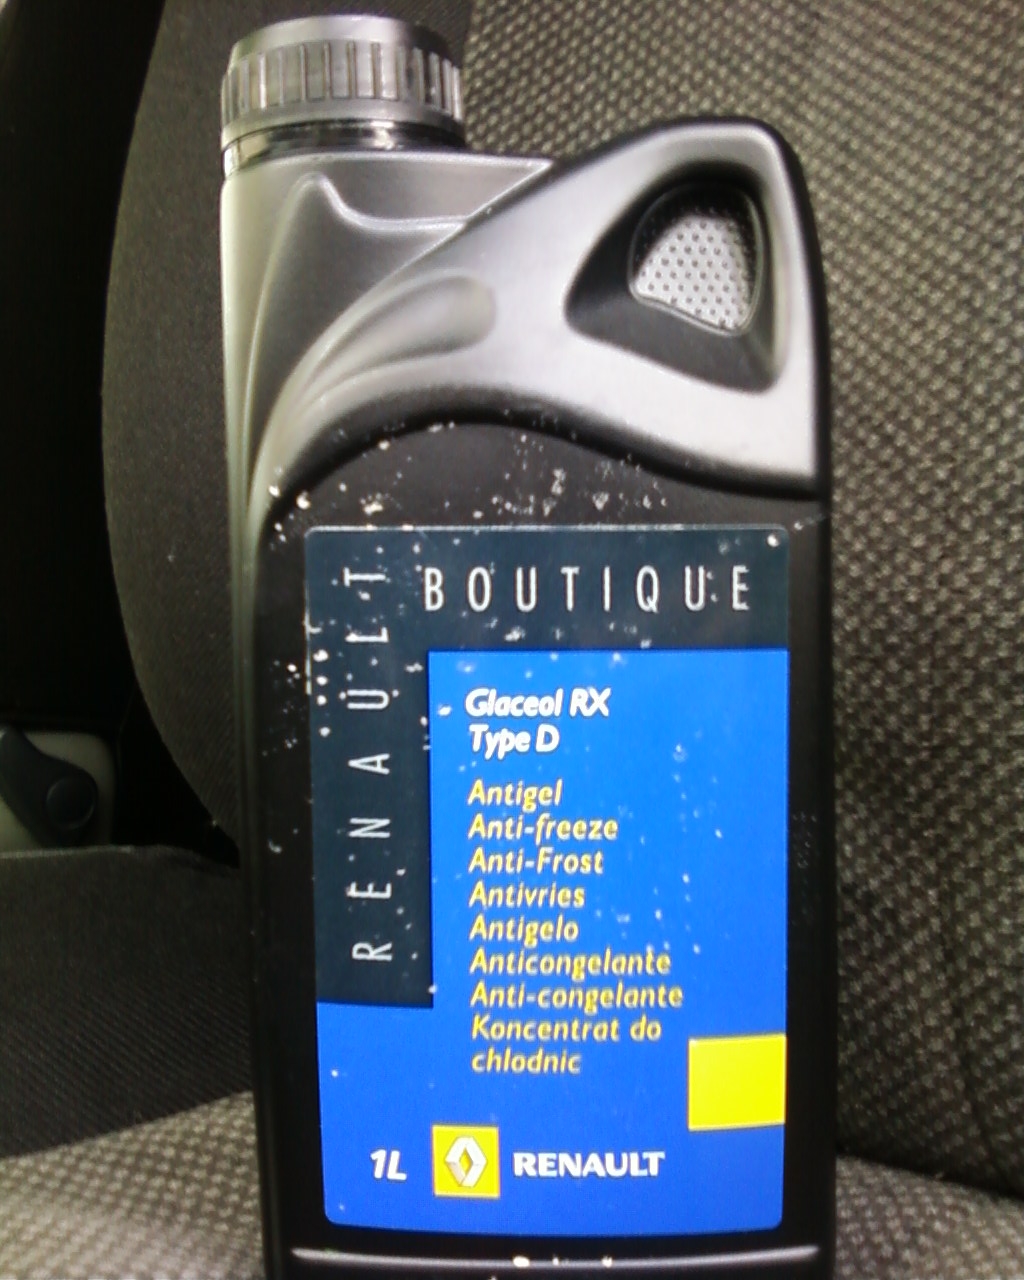 BOUTIQUE
RENAULT
Glaceol RX
Type D
Antigel
Anti-freeze
Anti-Frost
Antivries
Antigelo
Anticongelante
Anti-congelante
Koncentrat do
chlodnic
1L RENAULT